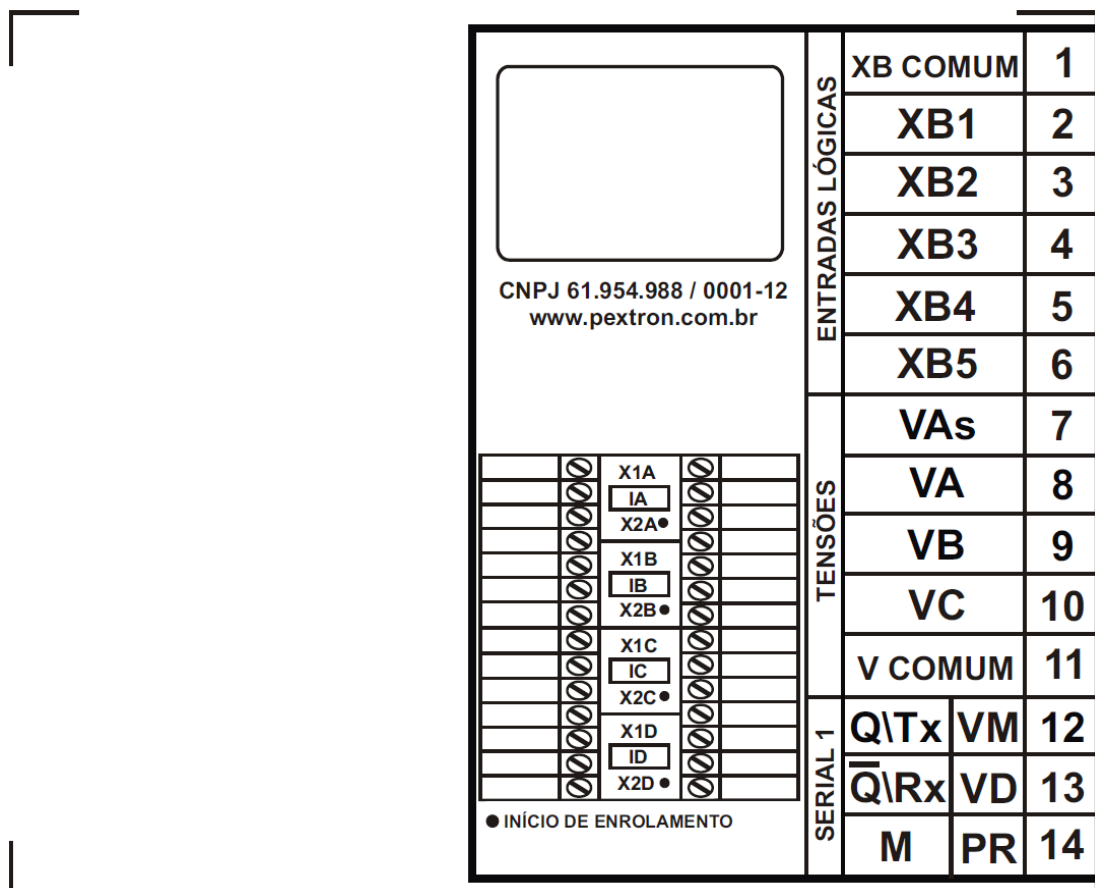 CNPJ 61.954.988 / 0001-12
www.pextron.com.br
X1A
IA
X2A●
X1B
IB
X2B●
X1C
IC
X2C●
X1D
ID
X2D●
● INÍCIO DE ENROLAMENTO
ENTRADAS LÓGICAS
XB COMUM 1
XB1 2
XB2 3
XB3 4
XB4 5
XB5 6
TENSÕES
VAs 7
VA 8
VB 9
VC 10
V COMUM 11
SERIAL 1
Q\Tx VM 12
Q̅\Rx VD 13
M PR 14